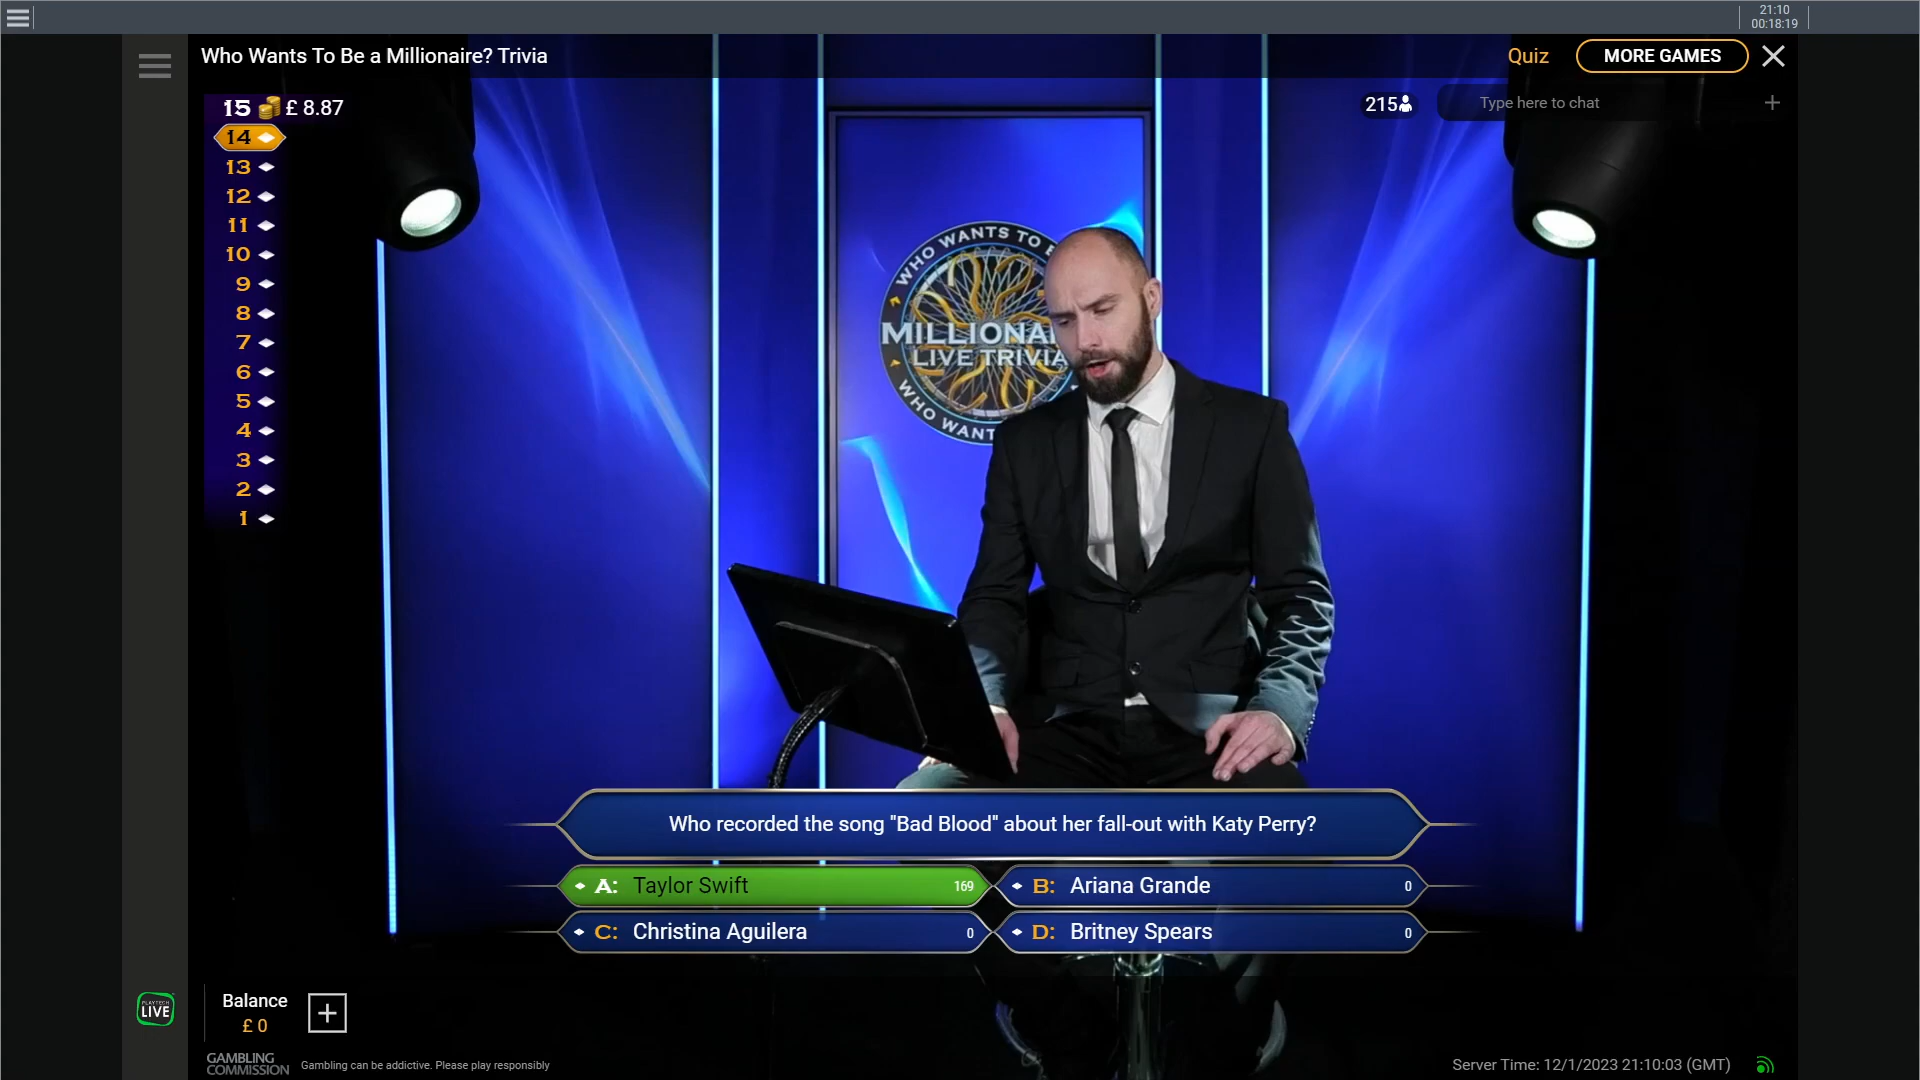 21:10
00:18:19
Who Wants To Be a Millionaire? Trivia
Quiz
MORE GAMES
15 £ 8.87
215
Type here to chat
14
13
12
11
10
9
8
7
6
5
4
3
2
1
WHO WANTS TO
MILLIONA
LIVE TRIVIA
WHO WANT
Who recorded the song "Bad Blood" about her fall-out with Katy Perry?
A: Taylor Swift 169
B: Ariana Grande 0
C: Christina Aguilera 0
D: Britney Spears 0
PLAYTECH
LIVE
Balance
£ 0
GAMBLING
COMMISSION
Gambling can be addictive. Please play responsibly
Server Time: 12/1/2023 21:10:03 (GMT)